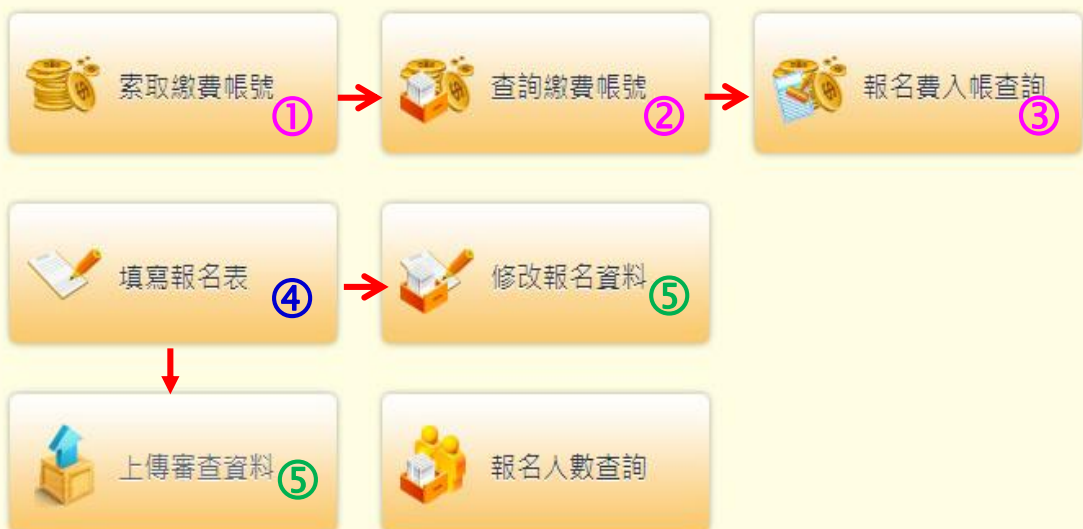 索取繳費帳號 ①
查詢繳費帳號 ②
報名費入帳查詢 ③
填寫報名表 ④
修改報名資料 ⑤
上傳審查資料 ⑤
報名人數查詢